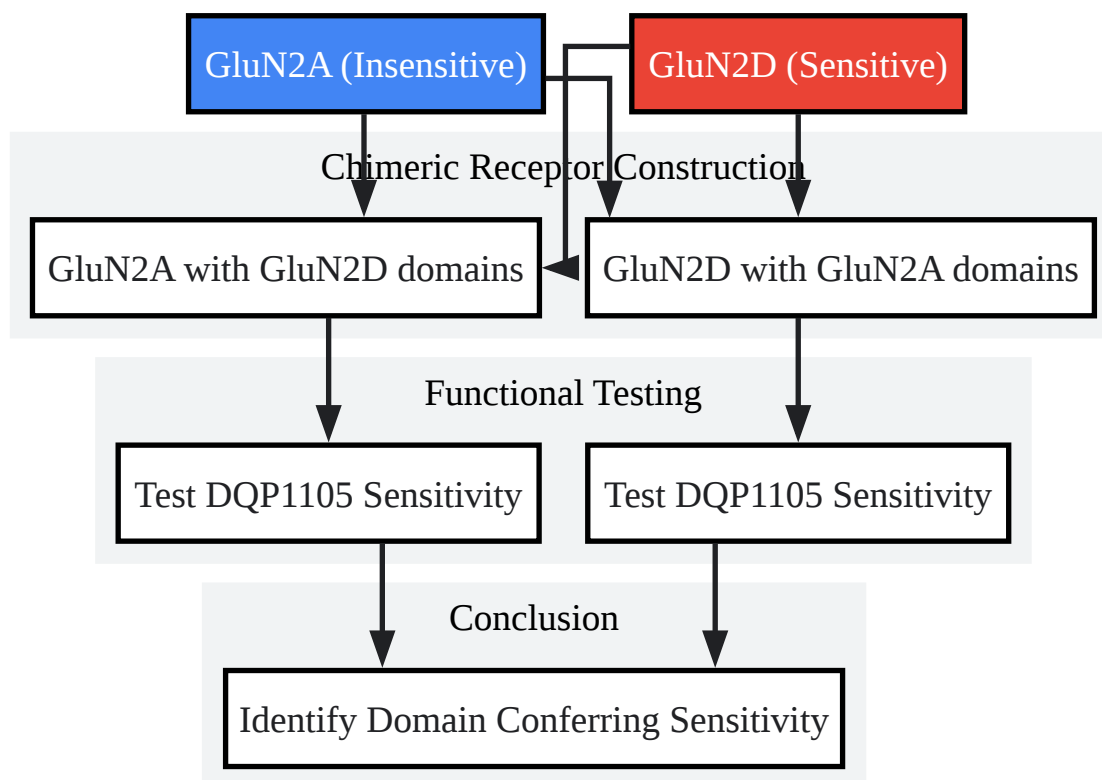 GluN2A (Insensitive)
GluN2D (Sensitive)
Chimeric Receptor Construction
GluN2A with GluN2D domains
GluN2D with GluN2A domains
Functional Testing
Test DQP1105 Sensitivity
Test DQP1105 Sensitivity
Conclusion
Identify Domain Conferring Sensitivity